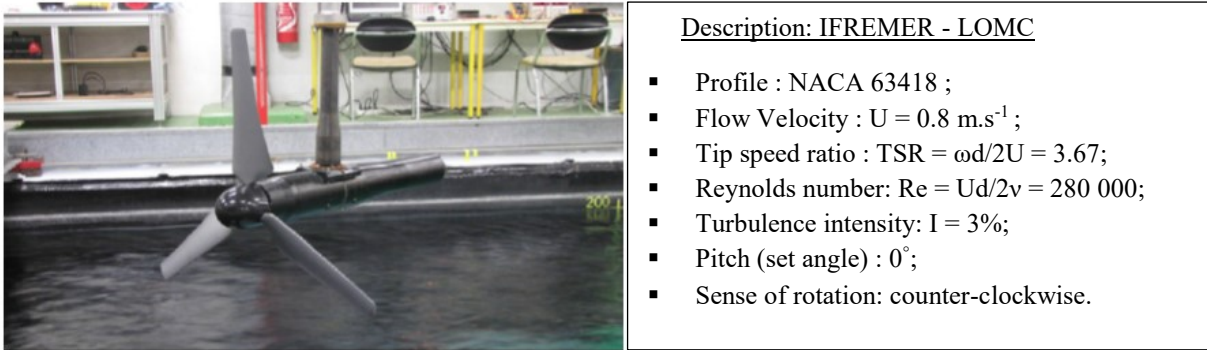 200
Description: IFREMER - LOMC
▪ Profile : NACA 63418 ;
▪ Flow Velocity : U = 0.8 m.s⁻¹ ;
▪ Tip speed ratio : TSR = ωd/2U = 3.67;
▪ Reynolds number: Re = Ud/2ν = 280 000;
▪ Turbulence intensity: I = 3%;
▪ Pitch (set angle) : 0°;
▪ Sense of rotation: counter-clockwise.